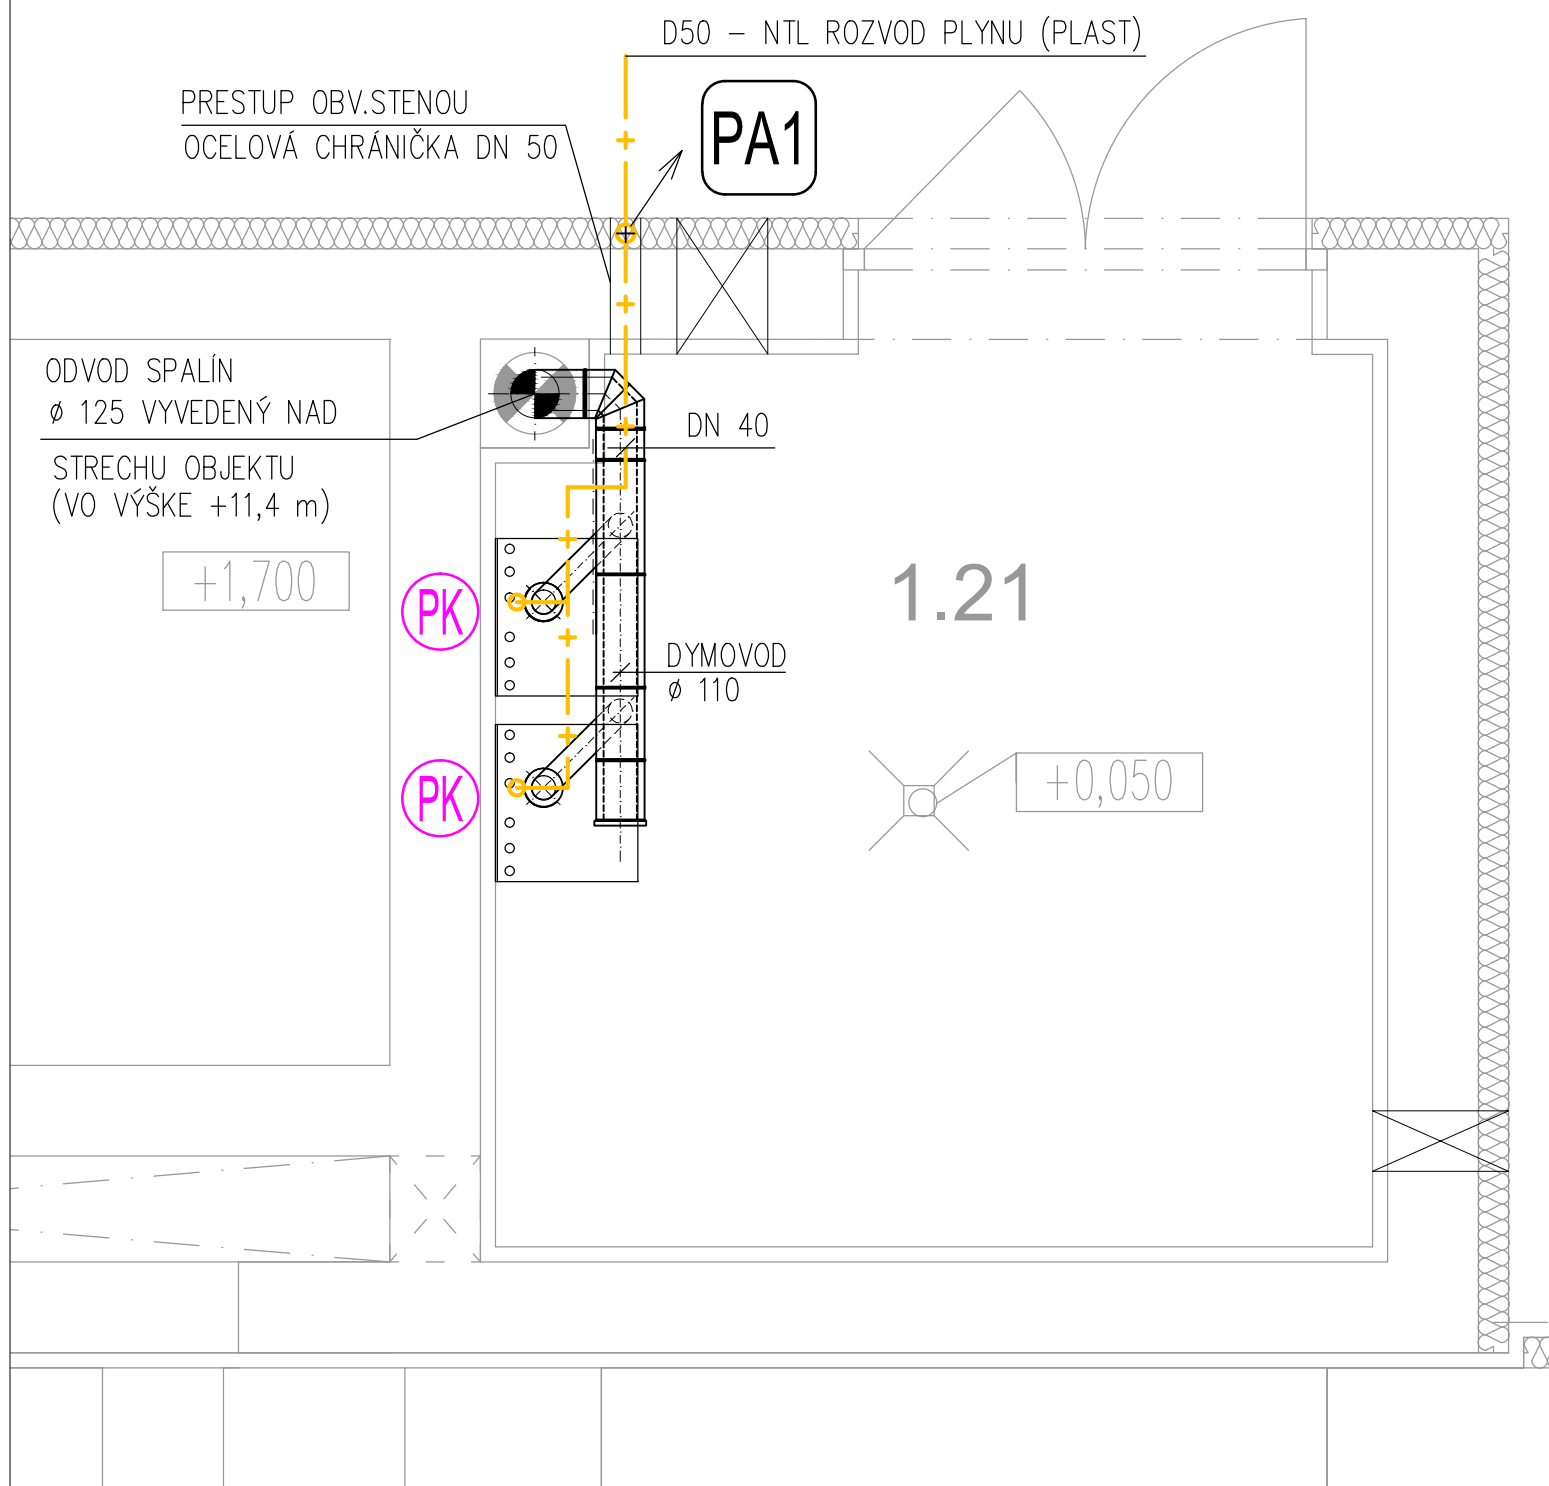 D50 - NTL ROZVOD PLYNU (PLAST)
PRESTUP OBV.STENOU
OCELOVÁ CHRÁNIČKA DN 50
PA1
ODVOD SPALÍN
ø 125 VYVEDENÝ NAD
STRECHU OBJEKTU
(VO VÝŠKE +11,4 m)
DN 40
+1,700
PK
1.21
DYMOVOD
ø 110
PK
+0,050